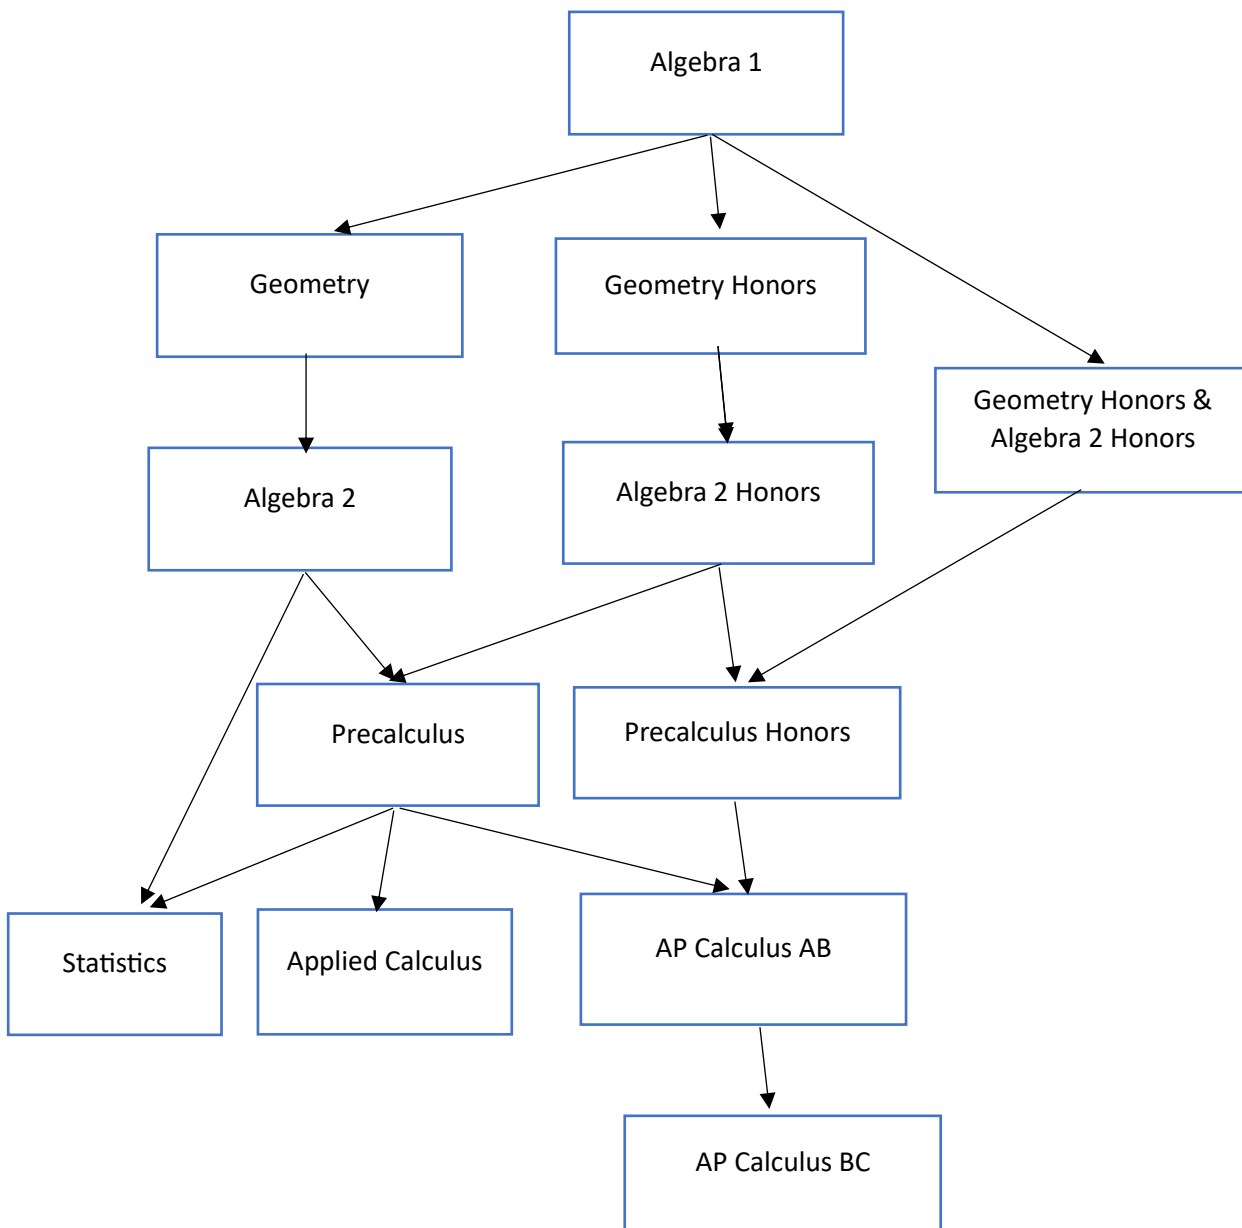 Algebra 1
Geometry
Geometry Honors
Geometry Honors &
Algebra 2 Honors
Algebra 2
Algebra 2 Honors
Precalculus
Precalculus Honors
Statistics
Applied Calculus
AP Calculus AB
AP Calculus BC